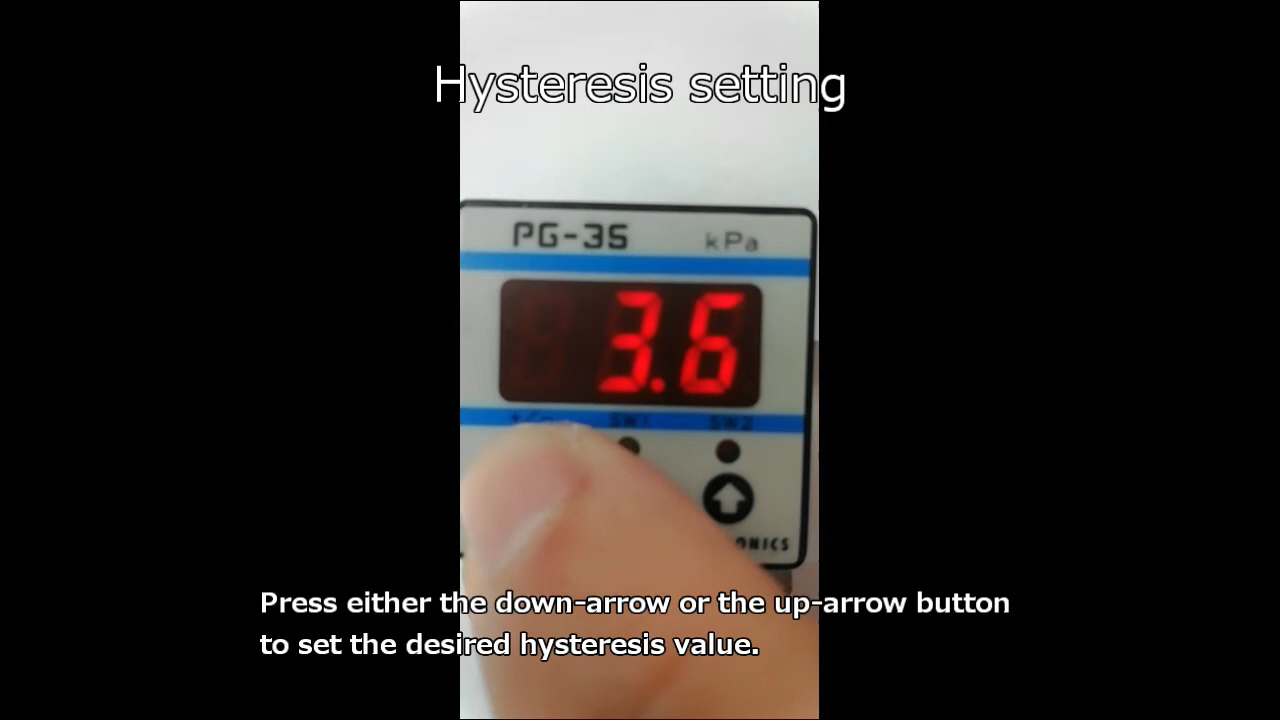 Hysteresis setting
PG-35 kPa
3.6
SW1 SW2
ONICS
Press either the down-arrow or the up-arrow button
to set the desired hysteresis value.